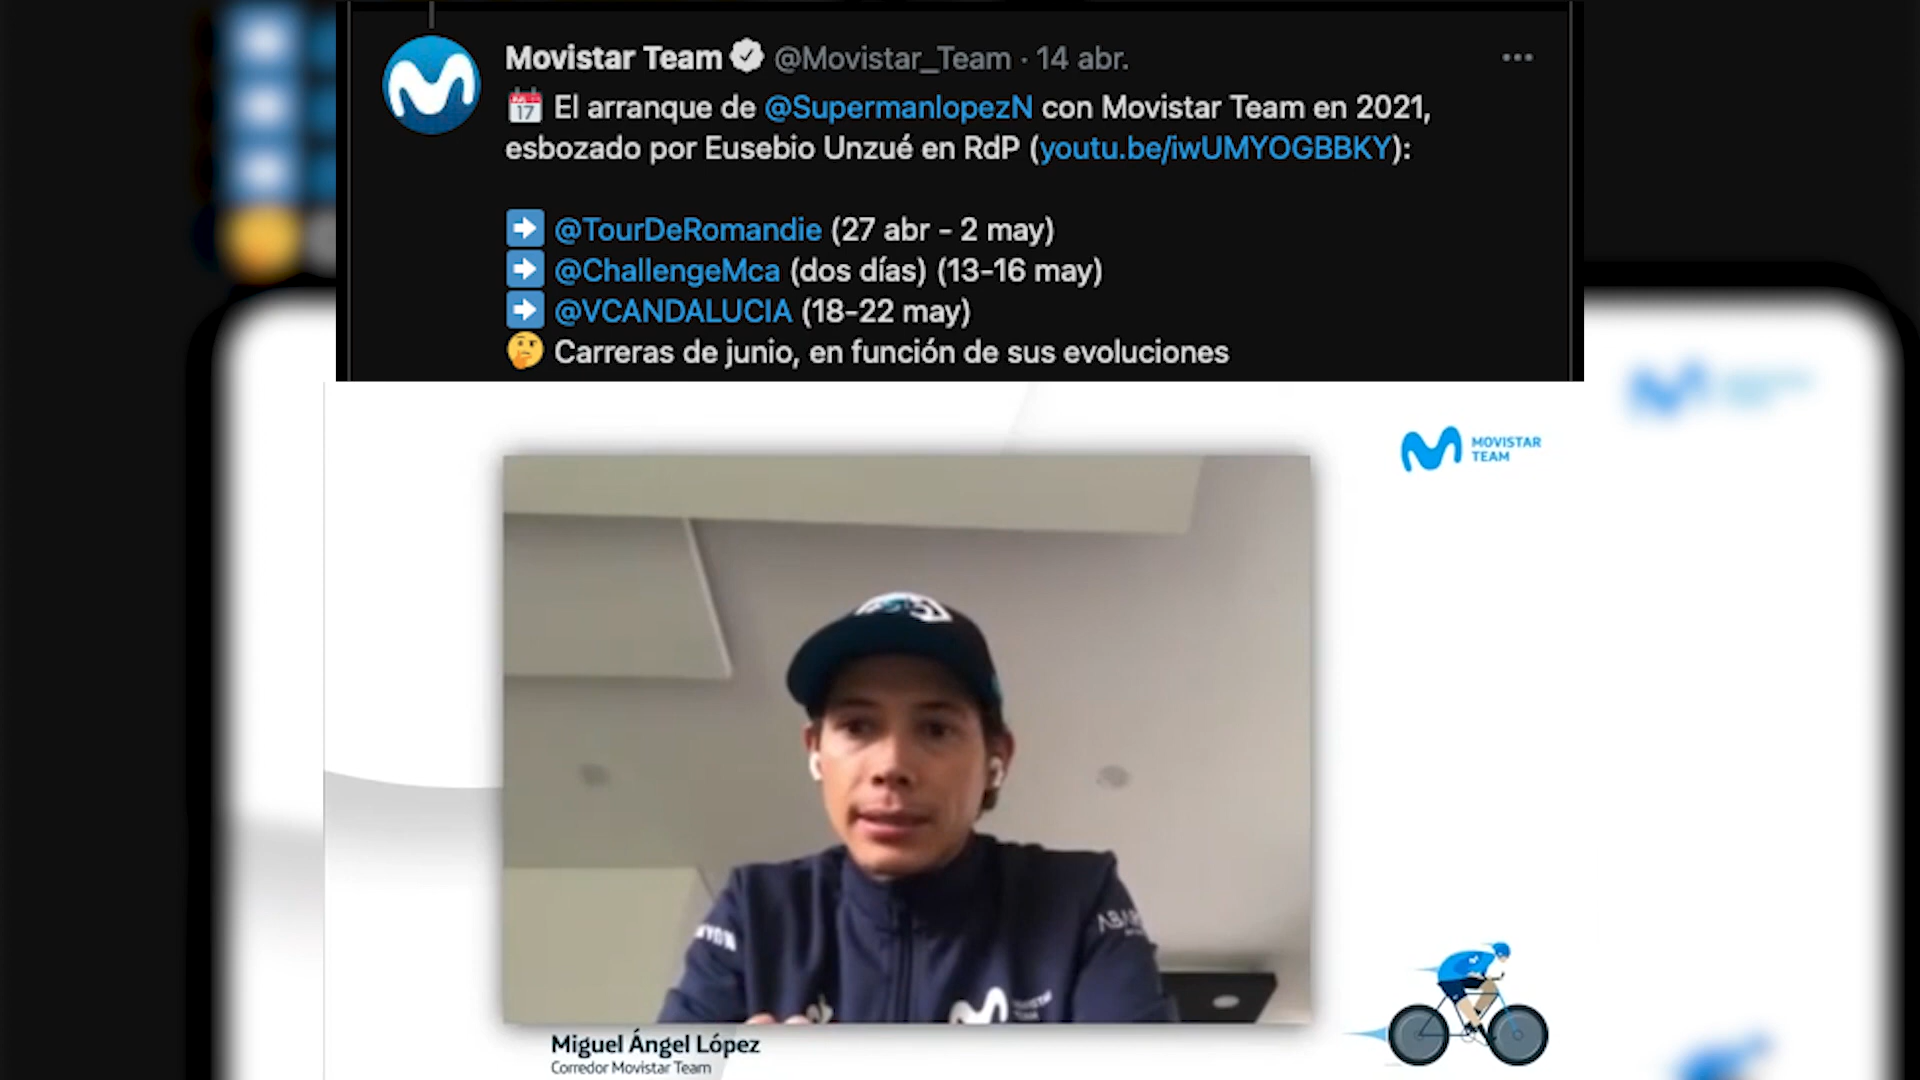 Movistar Team @Movistar_Team · 14 abr.
El arranque de @SupermanlopezN con Movistar Team en 2021,
esbozado por Eusebio Unzué en RdP (youtu.be/iwUMYOGBBKY):
@TourDeRomandie (27 abr - 2 may)
@ChallengeMca (dos días) (13-16 may)
@VCANDALUCIA (18-22 may)
Carreras de junio, en función de sus evoluciones
MOVISTAR
TEAM
Miguel Ángel López
Corredor Movistar Team